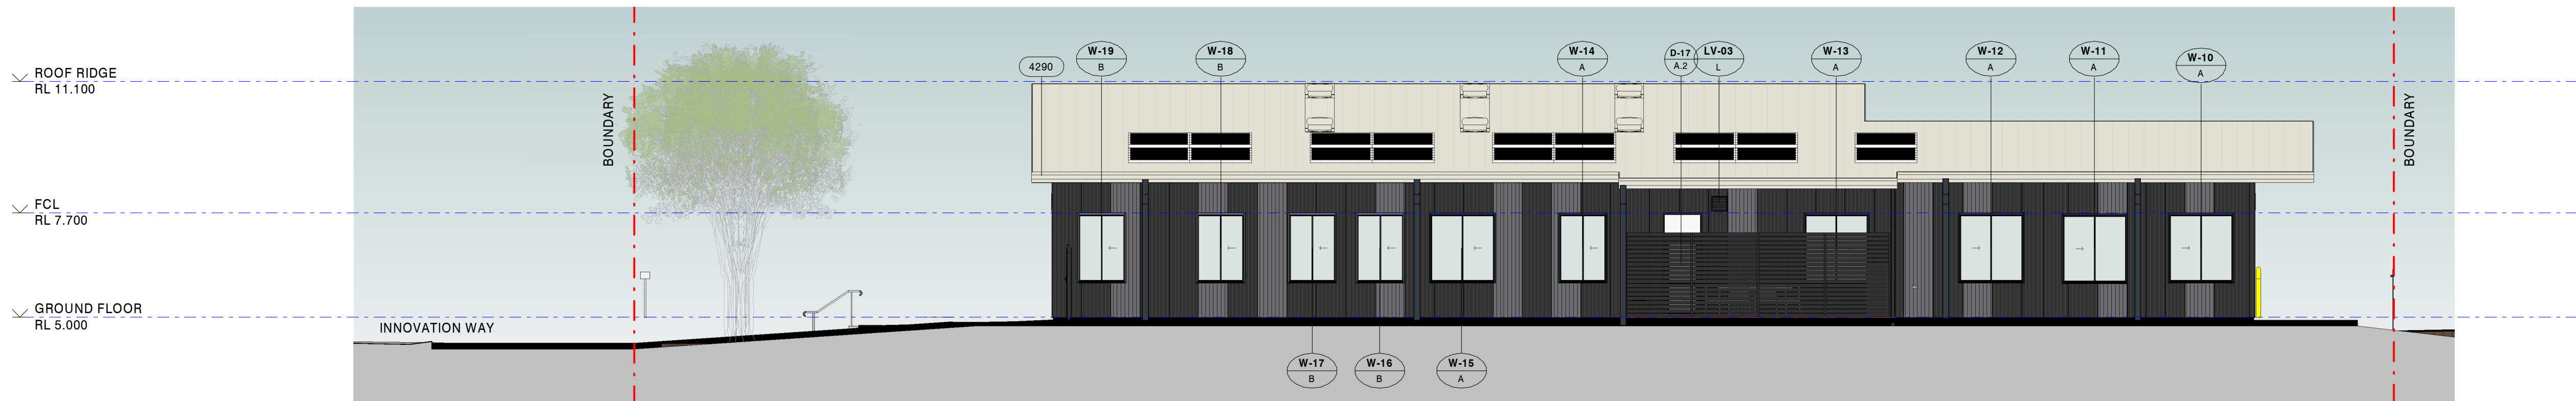 W-19
B
W-18
B
W-14
A
D-17
A.2
LV-03
L
W-13
A
W-12
A
W-11
A
W-10
A
4290
ROOF RIDGE
RL 11.100
BOUNDARY
BOUNDARY
FCL
RL 7.700
GROUND FLOOR
RL 5.000
INNOVATION WAY
W-17
B
W-16
B
W-15
A